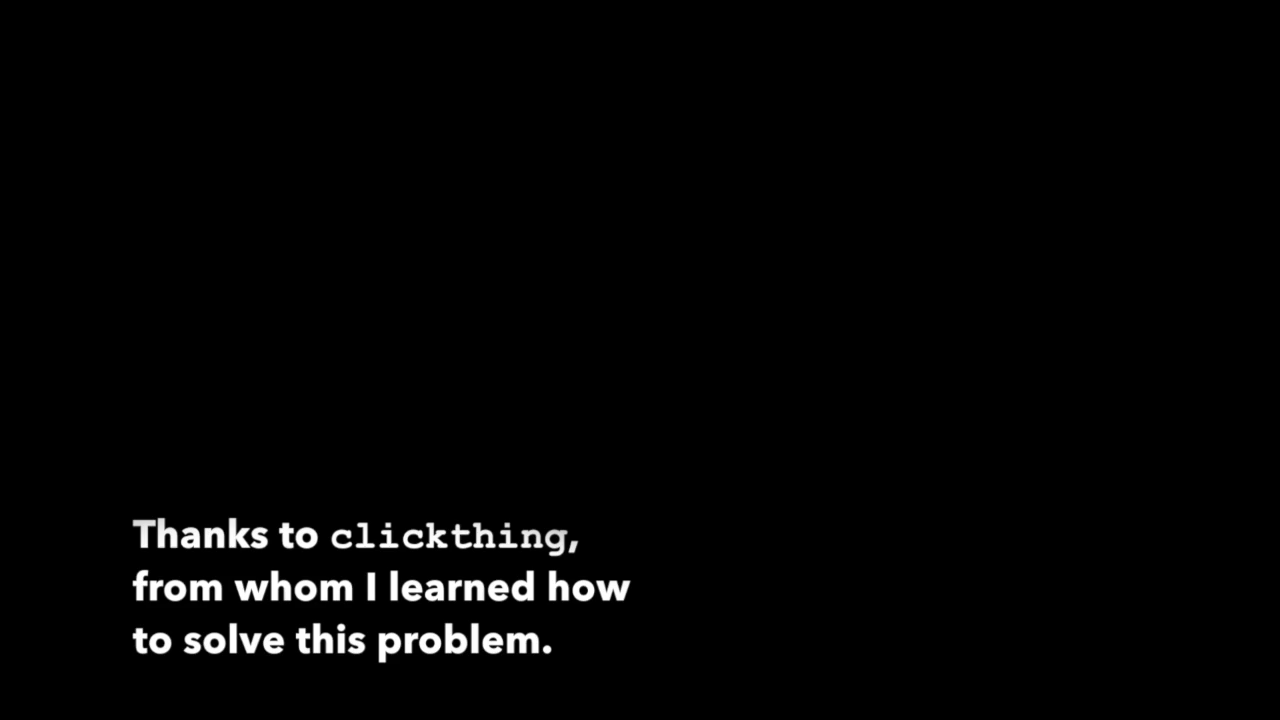 Thanks to clickthing,
from whom I learned how
to solve this problem.